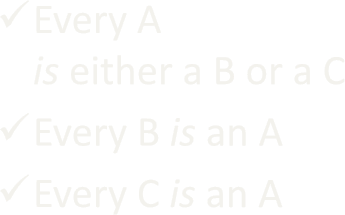 ✓ Every A
is either a B or a C
✓ Every B is an A
✓ Every C is an A